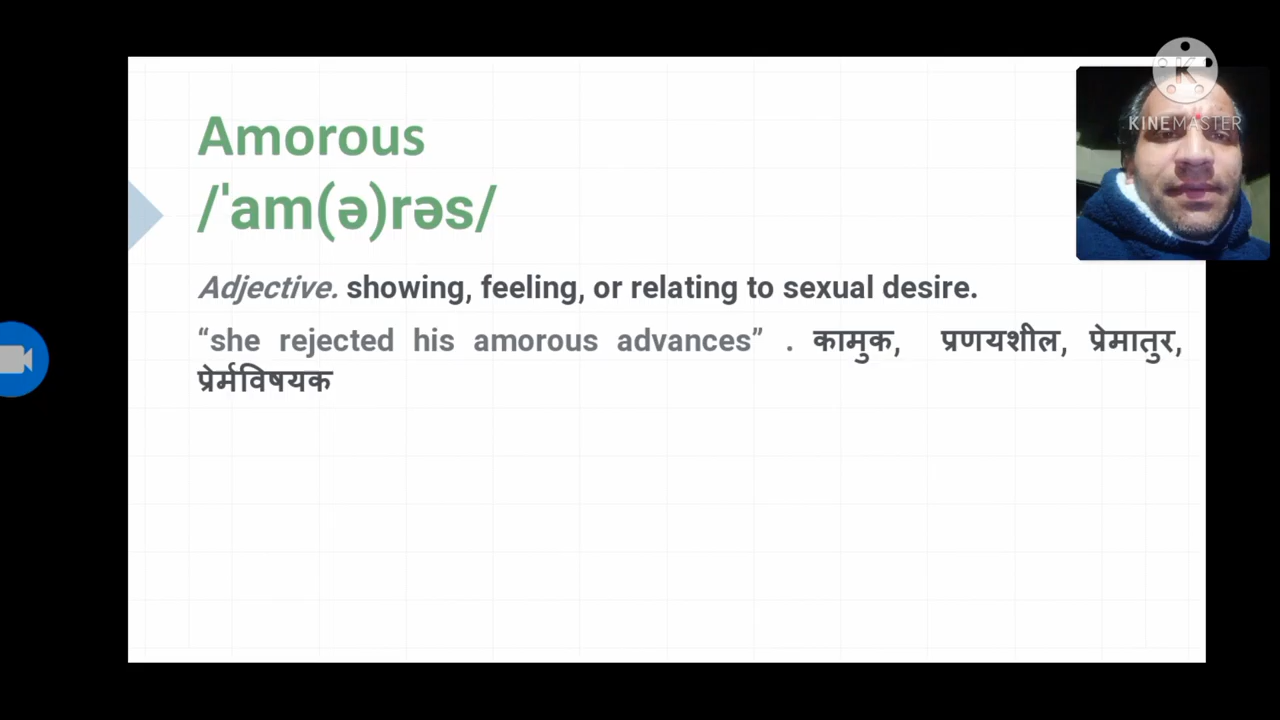 Amorous
/ˈam(ə)rəs/
Adjective. showing, feeling, or relating to sexual desire.
“she rejected his amorous advances” . कामुक, प्रणयशील, प्रेमातुर,
प्रेर्मविषयक
KINEMASTER